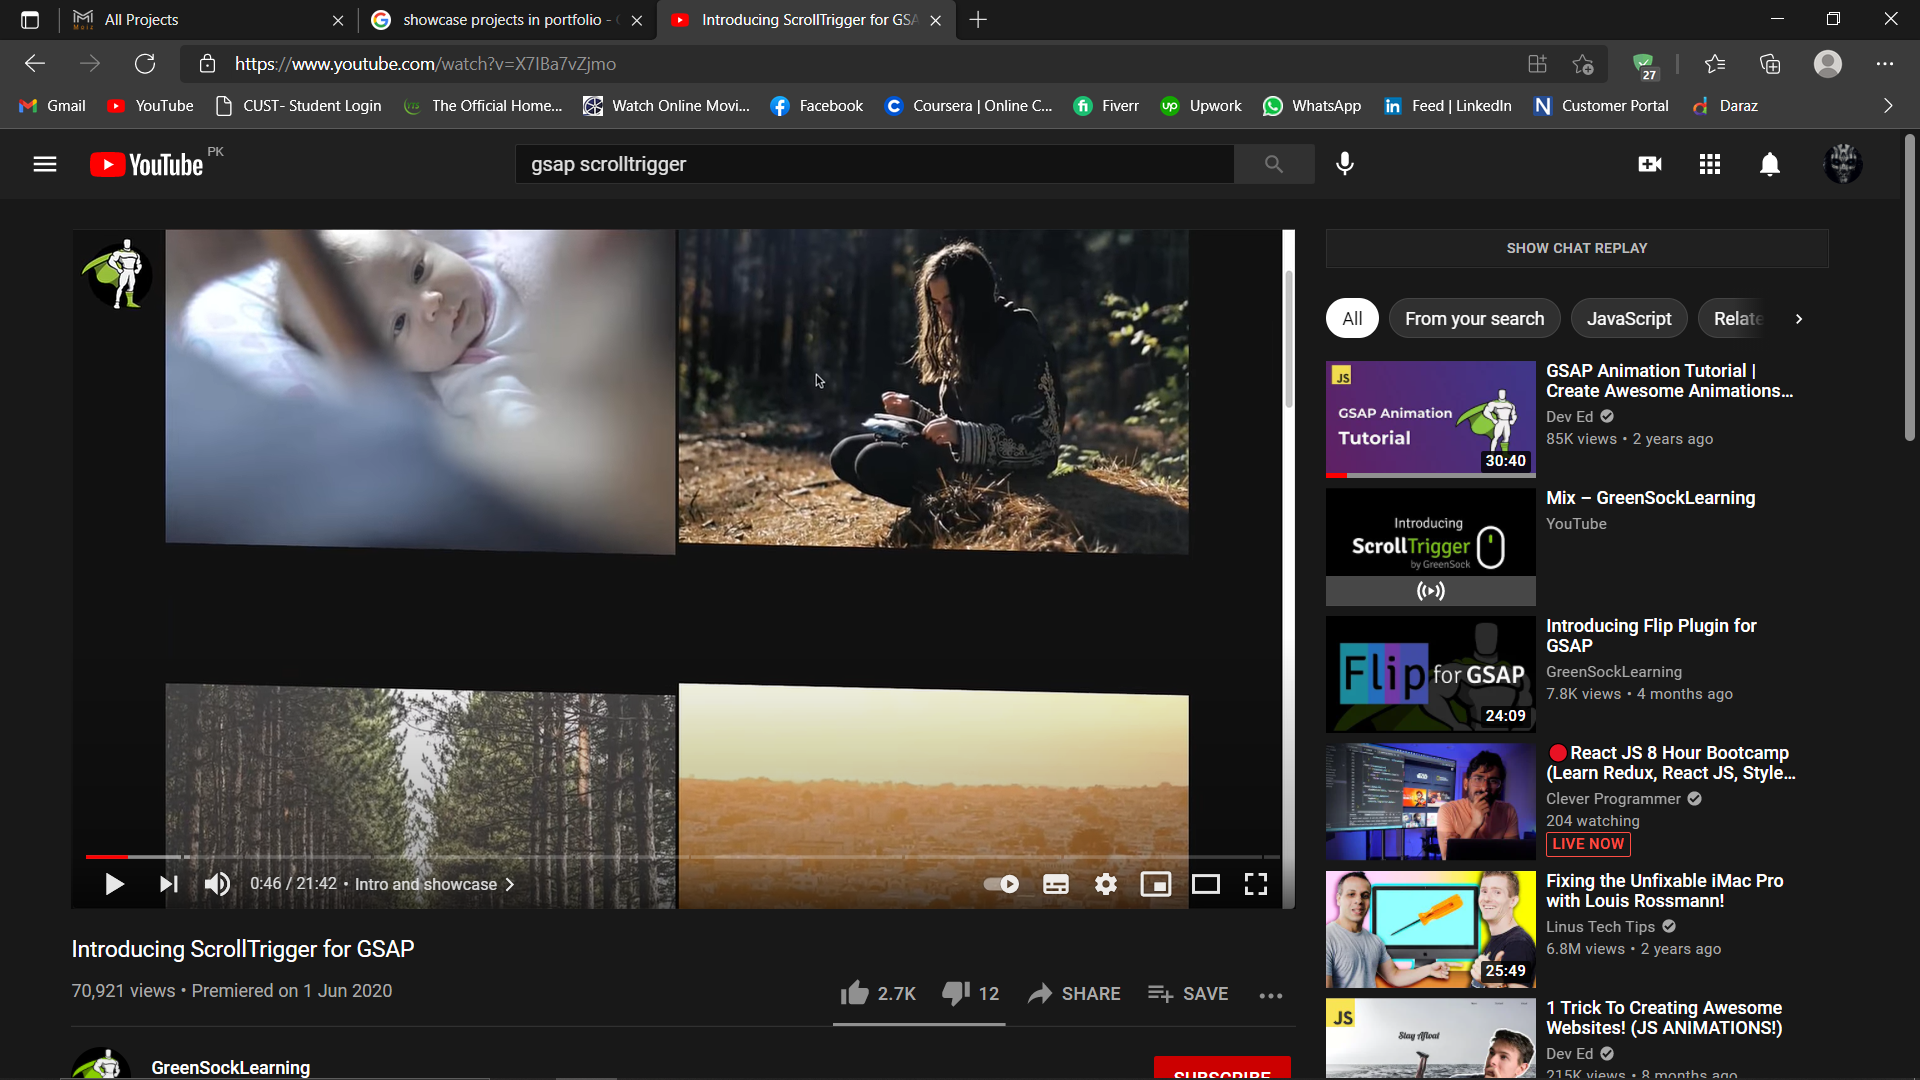 All Projects
showcase projects in portfolio -
Introducing ScrollTrigger for GSA
https://www.youtube.com/watch?v=X7IBa7vZjmo
27
Gmail
YouTube
CUST- Student Login
The Official Home...
Watch Online Movi...
Facebook
Coursera | Online C...
Fiverr
Upwork
WhatsApp
Feed | LinkedIn
Customer Portal
Daraz
YouTube PK
gsap scrolltrigger
0:46 / 21:42 • Intro and showcase
Introducing ScrollTrigger for GSAP
70,921 views • Premiered on 1 Jun 2020
2.7K
12
SHARE
SAVE
GreenSockLearning
SUBSCRIBE
SHOW CHAT REPLAY
All
From your search
JavaScript
Relate
JS
GSAP Animation
Tutorial
30:40
GSAP Animation Tutorial |
Create Awesome Animations...
Dev Ed
85K views • 2 years ago
Introducing
ScrollTrigger
by GreenSock
Mix – GreenSockLearning
YouTube
Flip for GSAP
24:09
Introducing Flip Plugin for
GSAP
GreenSockLearning
7.8K views • 4 months ago
React JS 8 Hour Bootcamp
(Learn Redux, React JS, Style...
Clever Programmer
204 watching
LIVE NOW
25:49
Fixing the Unfixable iMac Pro
with Louis Rossmann!
Linus Tech Tips
6.8M views • 2 years ago
JS
Stay Afloat
1 Trick To Creating Awesome
Websites! (JS ANIMATIONS!)
Dev Ed
215K views • 8 months ago